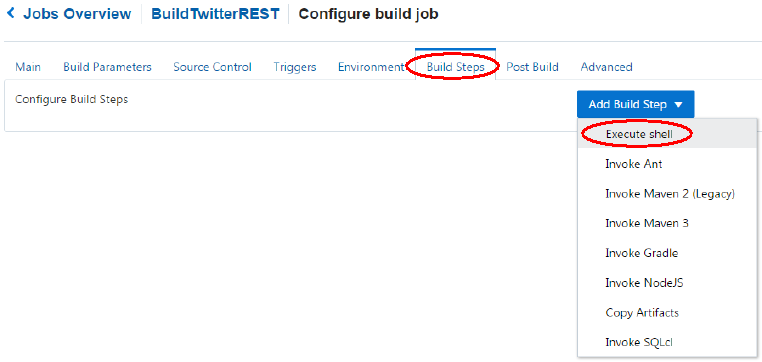 Jobs Overview BuildTwitterREST Configure build job
Main Build Parameters Source Control Triggers Environment Build Steps Post Build Advanced
Configure Build Steps Add Build Step
Execute shell
Invoke Ant
Invoke Maven 2 (Legacy)
Invoke Maven 3
Invoke Gradle
Invoke NodeJS
Copy Artifacts
Invoke SQLcl